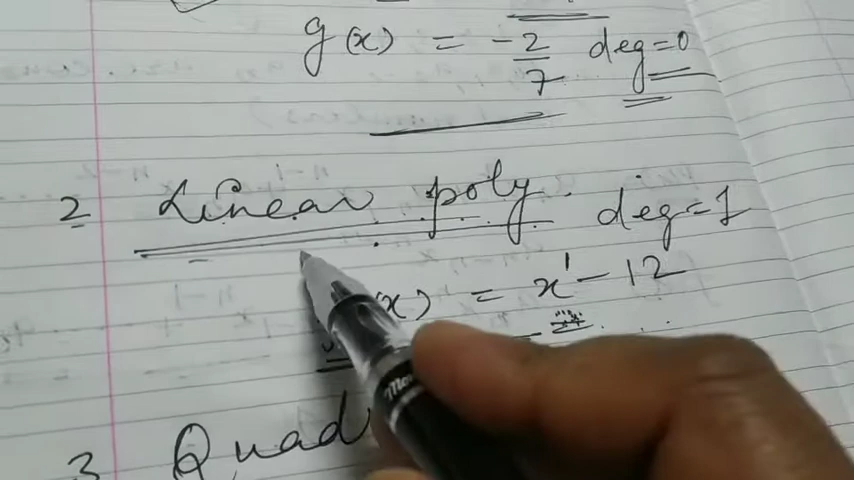 g(x) = -2/7 deg=0
2 Linear poly. deg=1
(x) = x¹ - 12
3 Quad